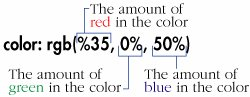 The amount of
red in the color
color: rgb(%35, 0%, 50%)
The amount of
green in the color
The amount of
blue in the color